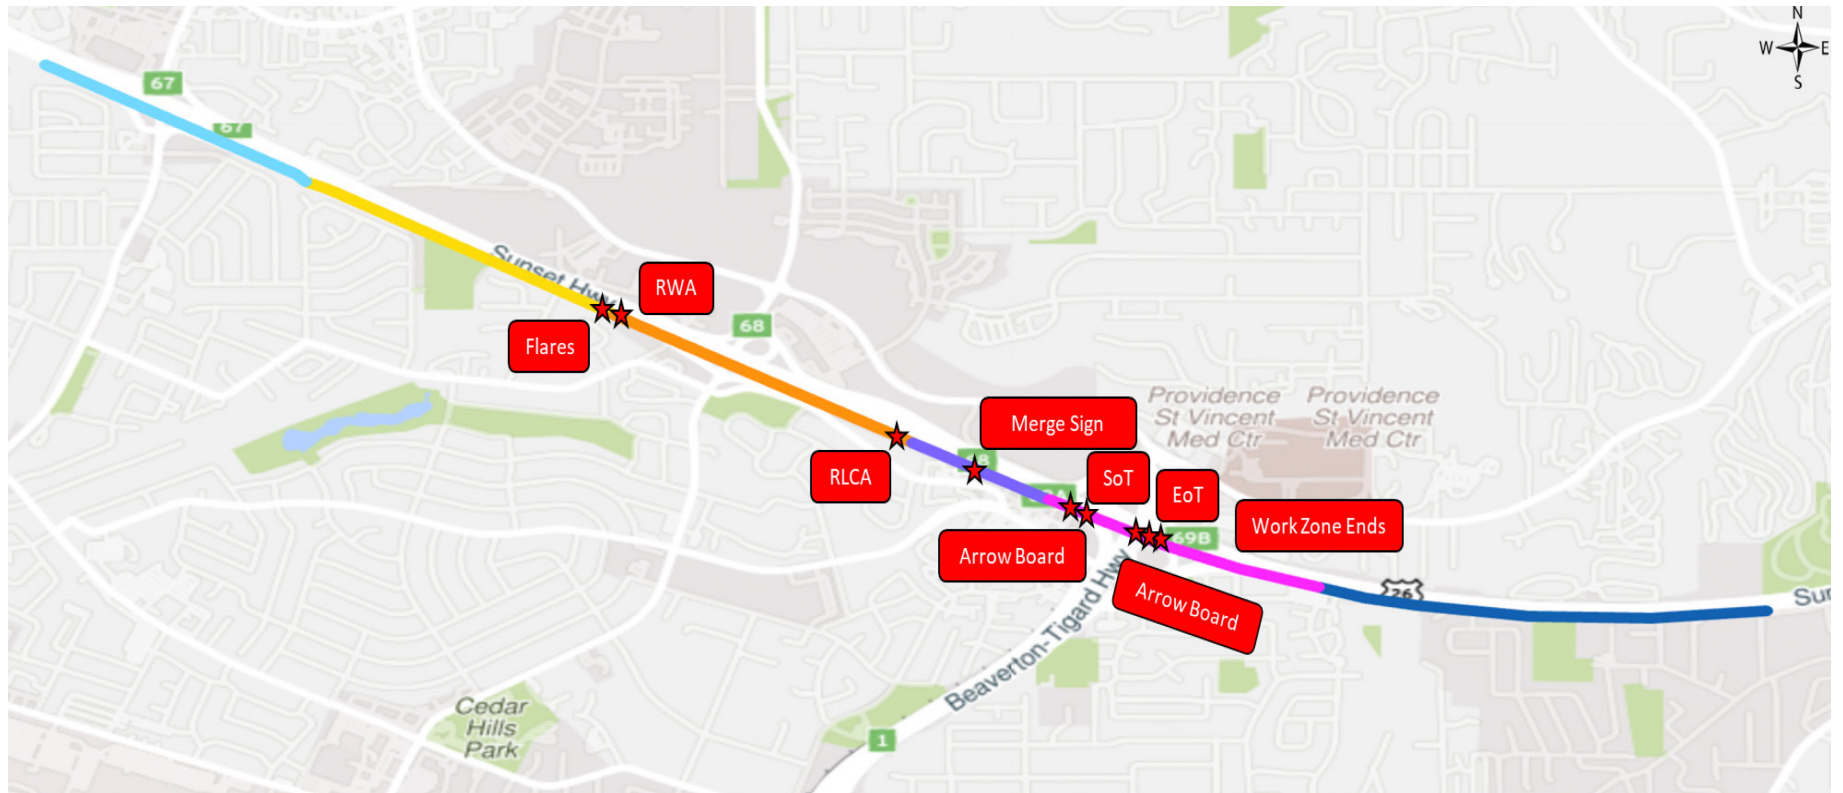 N
W E
S
67
67
Sunset Hwy
RWA
68
Flares
Merge Sign
Providence
St Vincent
Med Ctr
Providence
St Vincent
Med Ctr
RLCA
SoT
EoT
Work Zone Ends
69B
Arrow Board
Arrow Board
26
Beaverton-Tigard Hwy
Cedar
Hills
Park
1